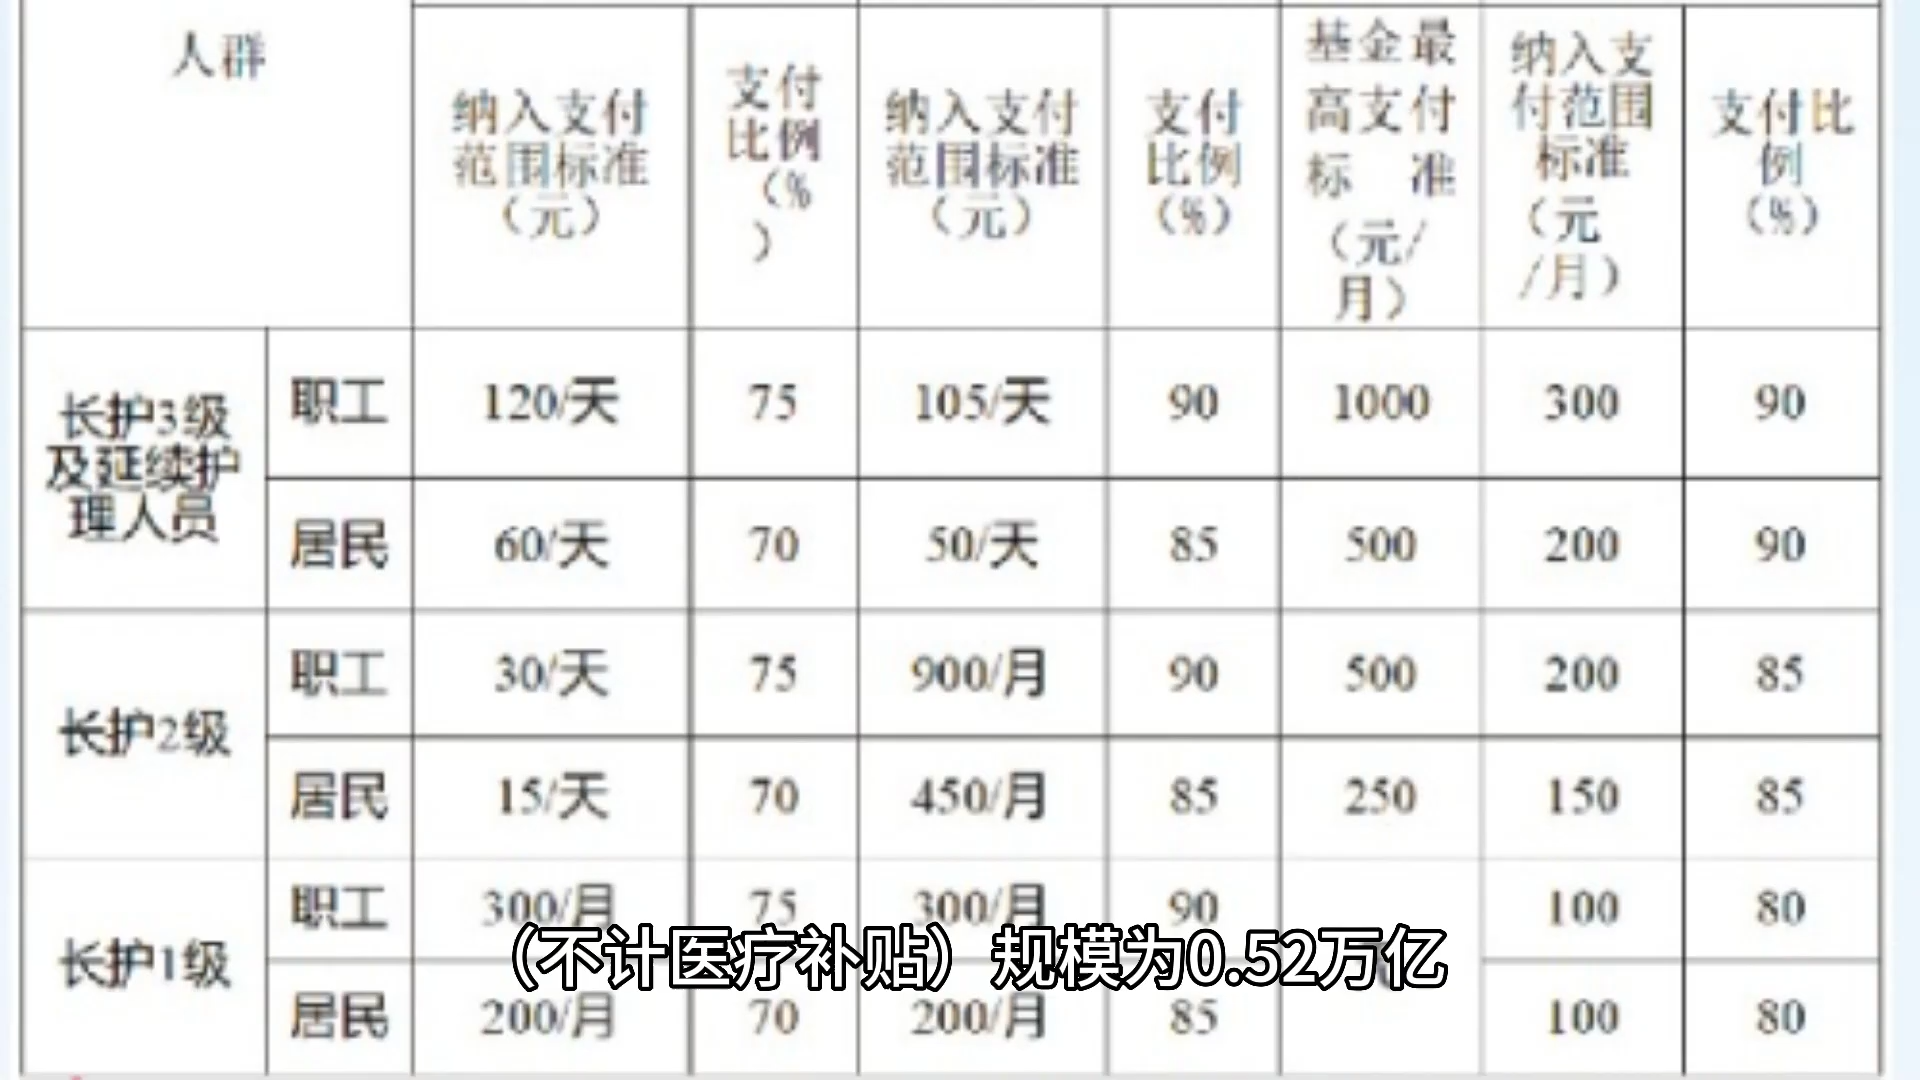 人群
纳入支付
范围标准
（元）
支付
比例
（%
）
纳入支付
范围标准
（元）
支付
比例
（%）
基金最
高支付
标 准
（元/
月）
纳入支
付范围
标准
（元
/月）
支付比
例
（%）
长护3级
及延续护
理人员
职工 120/天 75 105/天 90 1000 300 90
居民 60/天 70 50/天 85 500 200 90
长护2级
职工 30/天 75 900/月 90 500 200 85
居民 15/天 70 450/月 85 250 150 85
长护1级
职工 300/月 75 300/月 90 100 80
居民 200/月 70 200/月 85 100 80
（不计医疗补贴）规模为0.52万亿